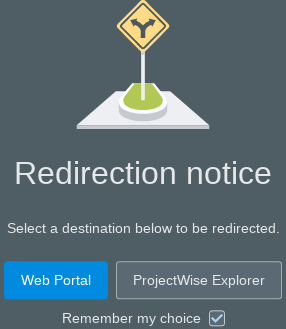 Redirection notice
Select a destination below to be redirected.
Web Portal
ProjectWise Explorer
Remember my choice